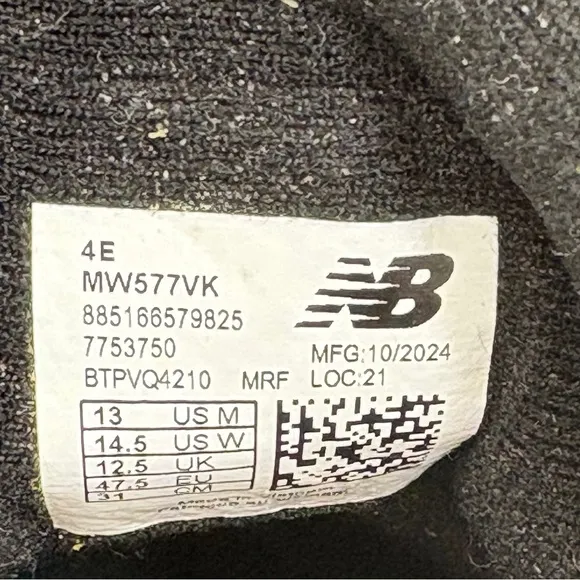 4E
MW577VK
885166579825
7753750
BTPVQ4210 MRF
NB
MFG:10/2024
LOC:21
13 US M
14.5 US W
12.5 UK
47.5 EU
31 CM